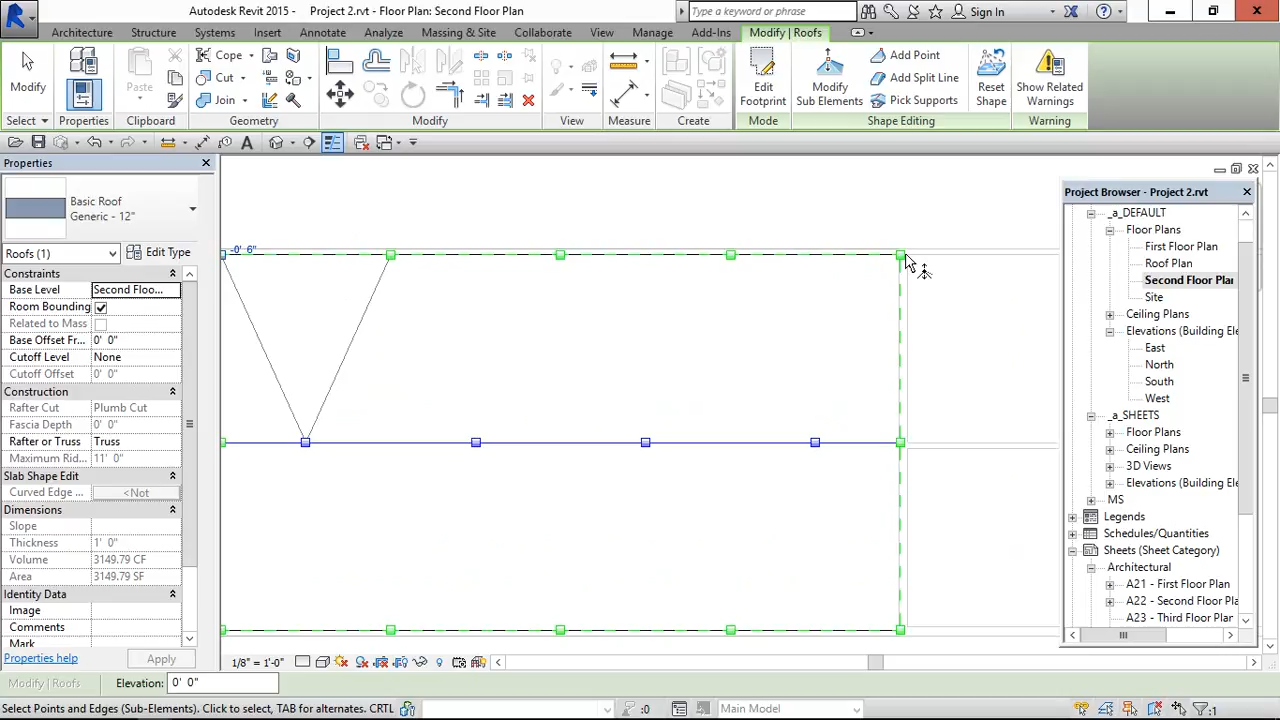 Autodesk Revit 2015 - Project 2.rvt - Floor Plan: Second Floor Plan
Type a keyword or phrase
Sign In
Architecture Structure Systems Insert Annotate Analyze Massing & Site Collaborate View Manage Add-Ins Modify | Roofs
Modify
Paste
Cope
Cut
Join
Edit
Footprint
Modify
Sub Elements
Add Point
Add Split Line
Pick Supports
Reset
Shape
Show Related
Warnings
Select Properties Clipboard Geometry Modify View Measure Create Mode Shape Editing Warning
Properties
Basic Roof
Generic - 12"
Roofs (1) Edit Type
Constraints
Base Level Second Floo...
Room Bounding
Related to Mass
Base Offset Fr... 0' 0"
Cutoff Level None
Cutoff Offset 0' 0"
Construction
Rafter Cut Plumb Cut
Fascia Depth 0' 0"
Rafter or Truss Truss
Maximum Rid... 11' 0"
Slab Shape Edit
Curved Edge ... <Not
Dimensions
Slope
Thickness 1' 0"
Volume 3149.79 CF
Area 3149.79 SF
Identity Data
Image
Comments
Mark
Properties help Apply
-0' 6"
Project Browser - Project 2.rvt
_a_DEFAULT
Floor Plans
First Floor Plan
Roof Plan
Second Floor Plan
Site
Ceiling Plans
Elevations (Building Ele
East
North
South
West
_a_SHEETS
Floor Plans
Ceiling Plans
3D Views
Elevations (Building Ele
MS
Legends
Schedules/Quantities
Sheets (Sheet Category)
Architectural
A21 - First Floor Plan
A22 - Second Floor Pla
A23 - Third Floor Plan
1/8" = 1'-0"
Modify | Roofs Elevation: 0' 0"
Select Points and Edges (Sub-Elements). Click to select, TAB for alternates. CRTL
:0
Main Model
:1